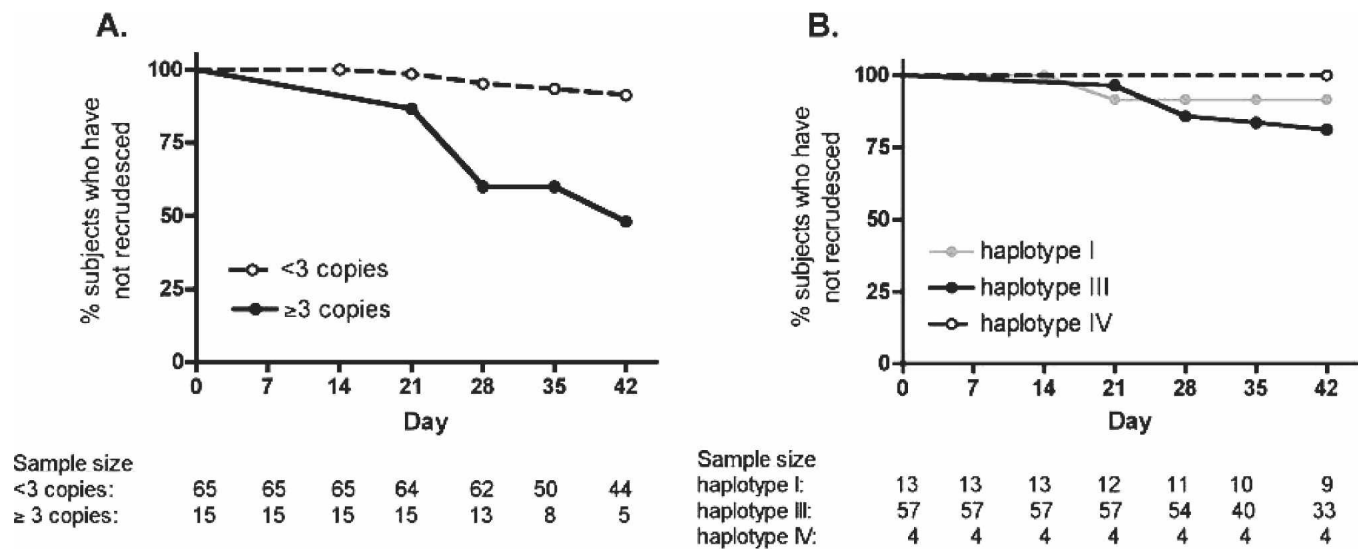 A.
% subjects who have
not recrudesced
100
75
50
25
0
<3 copies
≥3 copies
0 7 14 21 28 35 42
Day
Sample size
<3 copies: 65 65 65 64 62 50 44
≥ 3 copies: 15 15 15 15 13 8 5
B.
% subjects who have
not recrudesced
100
75
50
25
0
haplotype I
haplotype III
haplotype IV
0 7 14 21 28 35 42
Day
Sample size
haplotype I: 13 13 13 12 11 10 9
haplotype III: 57 57 57 57 54 40 33
haplotype IV: 4 4 4 4 4 4 4